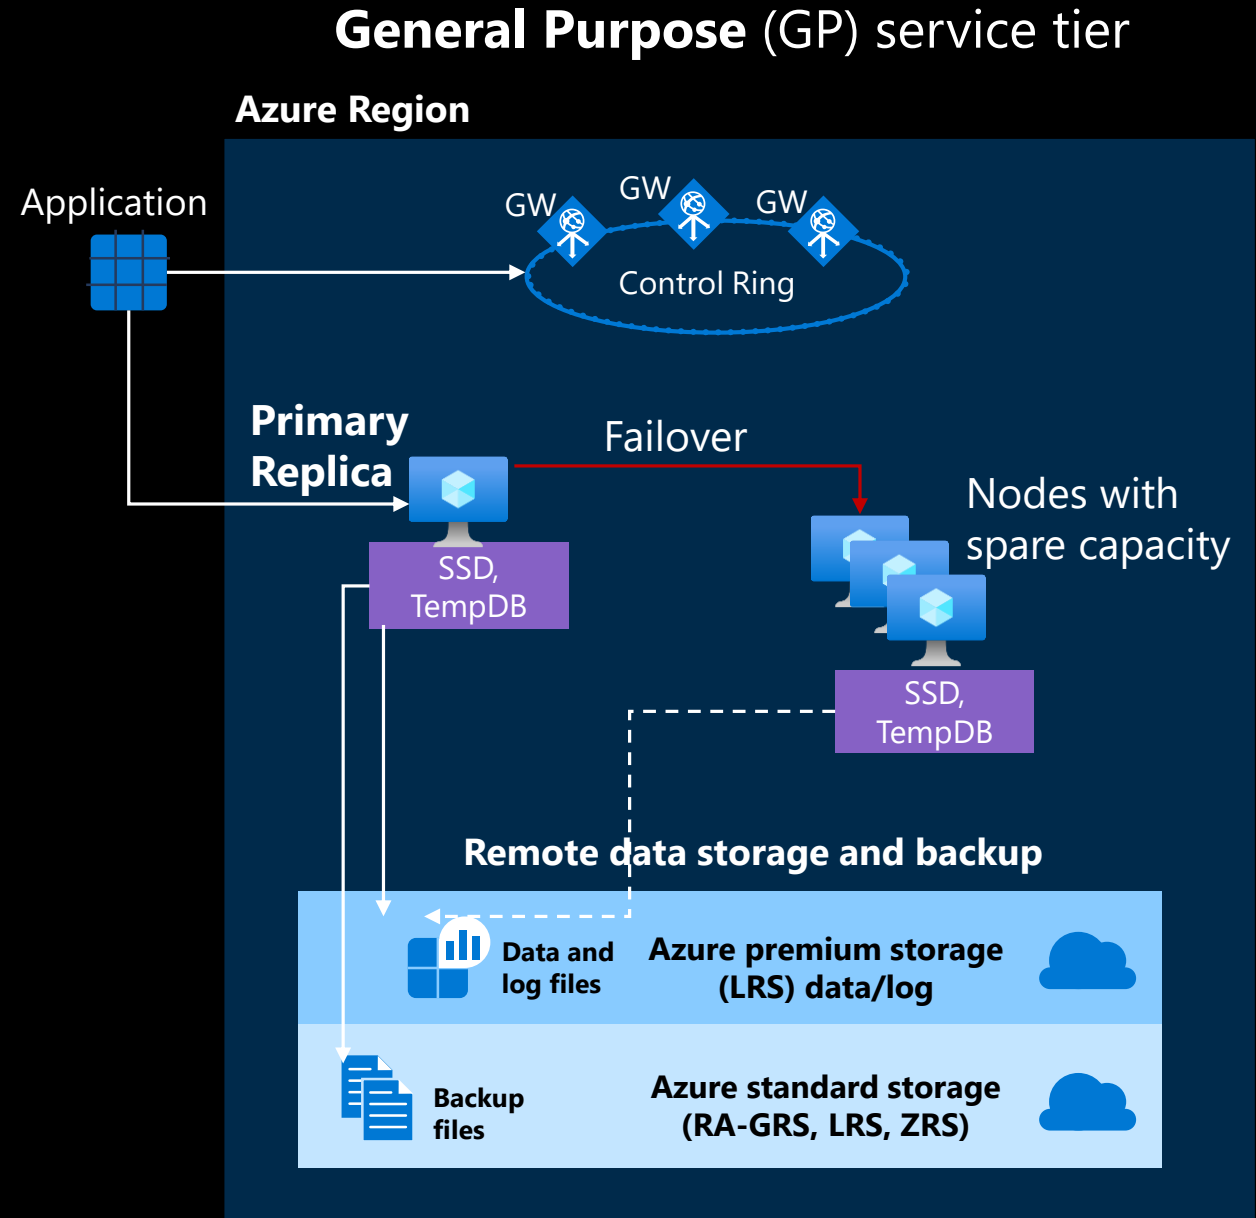 General Purpose (GP) service tier
Azure Region
Application
GW
GW
GW
Control Ring
Primary
Replica
Failover
Nodes with
spare capacity
SSD,
TempDB
SSD,
TempDB
Remote data storage and backup
Data and
log files
Azure premium storage
(LRS) data/log
Backup
files
Azure standard storage
(RA-GRS, LRS, ZRS)